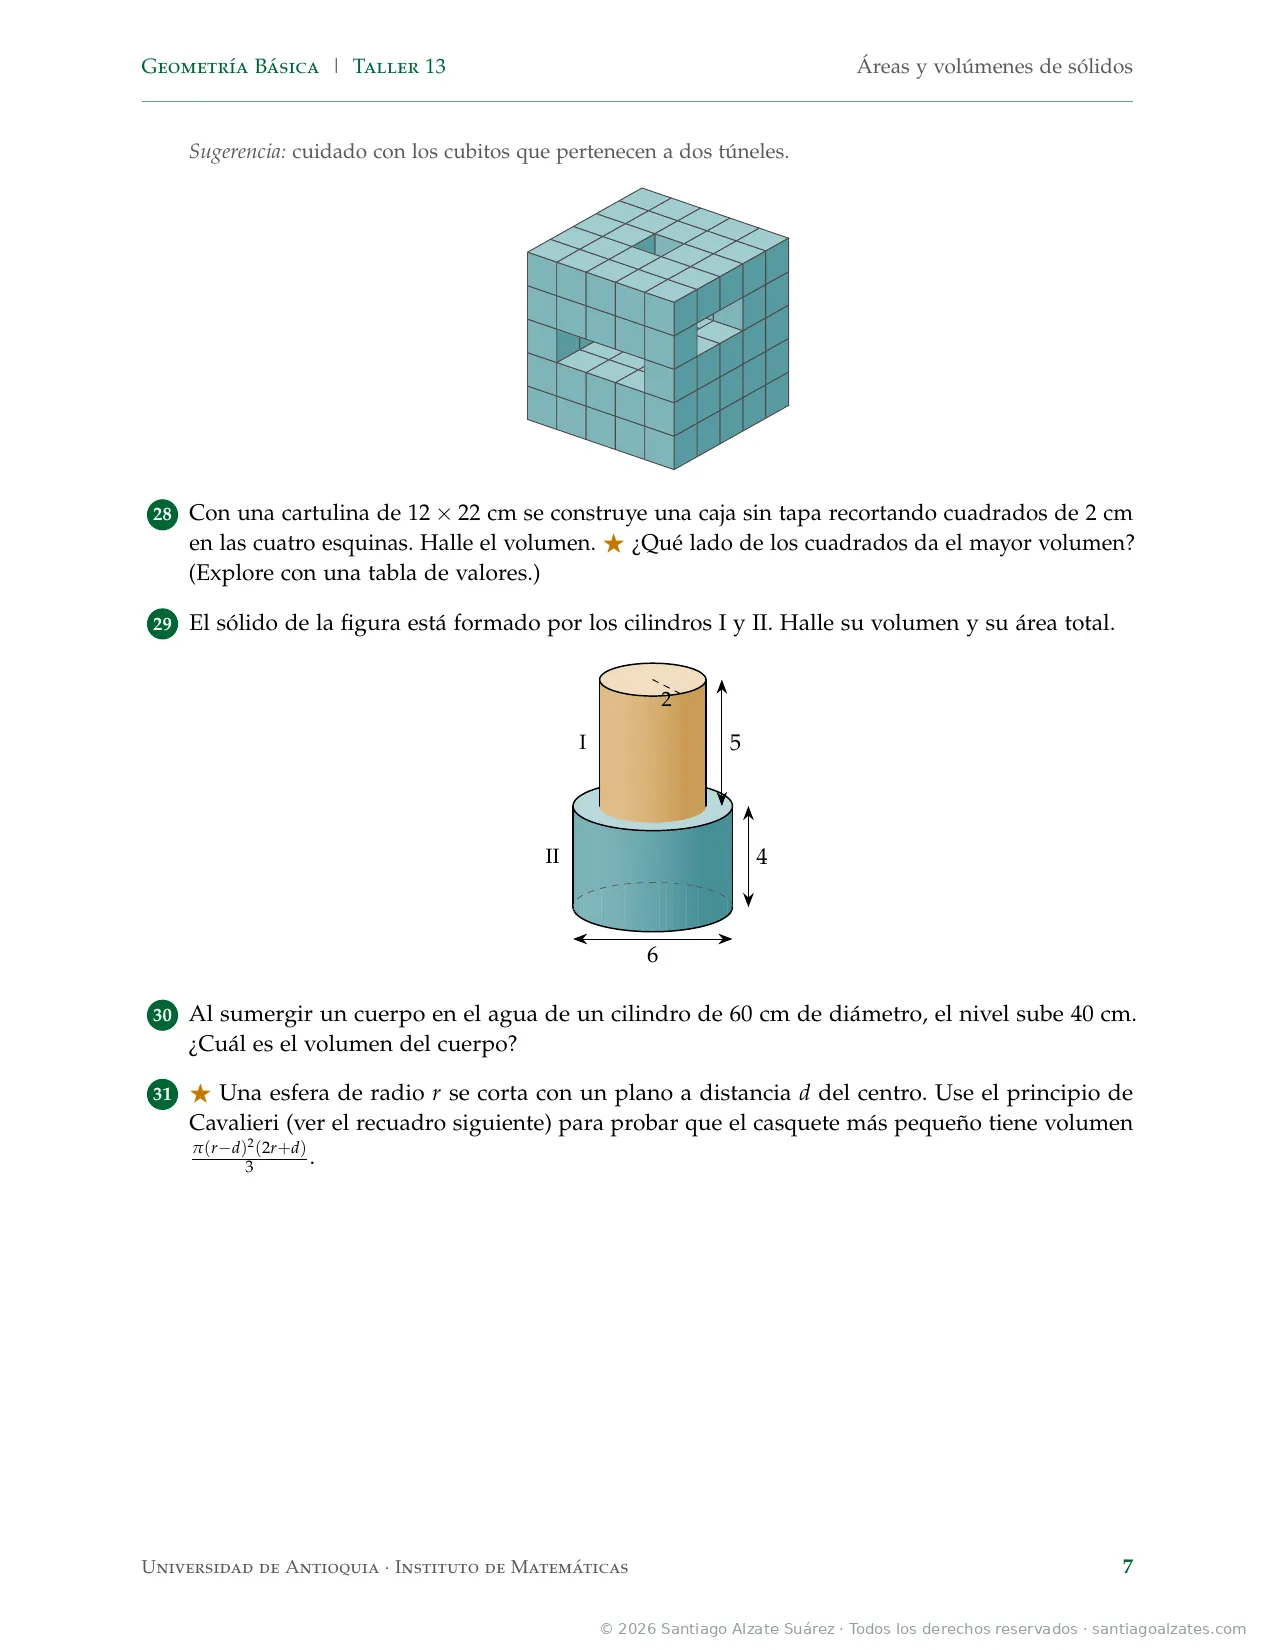 Geometría Básica | Taller 13 Áreas y volúmenes de sólidos
Sugerencia: cuidado con los cubitos que pertenecen a dos túneles.
28 Con una cartulina de 12 × 22 cm se construye una caja sin tapa recortando cuadrados de 2 cm
en las cuatro esquinas. Halle el volumen. ★ ¿Qué lado de los cuadrados da el mayor volumen?
(Explore con una tabla de valores.)
29 El sólido de la figura está formado por los cilindros I y II. Halle su volumen y su área total.
2
I
5
II
4
6
30 Al sumergir un cuerpo en el agua de un cilindro de 60 cm de diámetro, el nivel sube 40 cm.
¿Cuál es el volumen del cuerpo?
31 ★ Una esfera de radio r se corta con un plano a distancia d del centro. Use el principio de
Cavalieri (ver el recuadro siguiente) para probar que el casquete más pequeño tiene volumen
π(r−d)²(2r+d)/3.
Universidad de Antioquia · Instituto de Matemáticas 7
© 2026 Santiago Alzate Suárez · Todos los derechos reservados · santiagoalzates.com